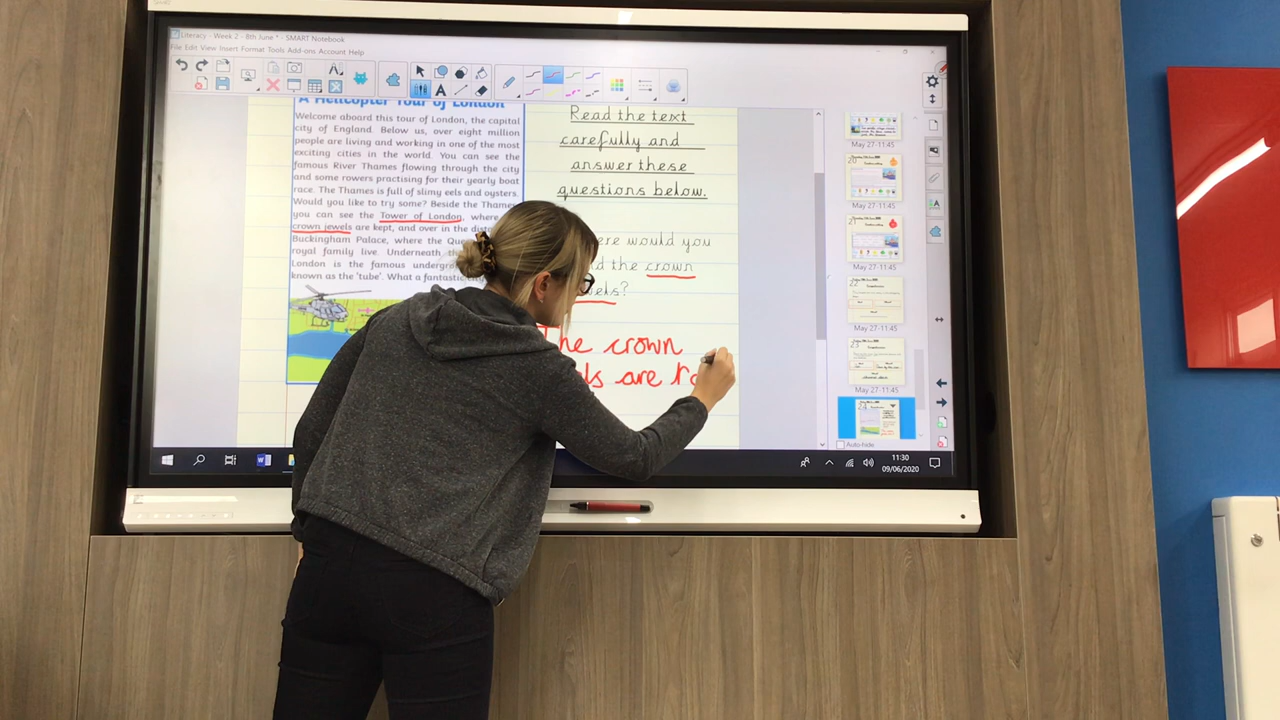 Literacy - Week 2 - 8th June * - SMART Notebook
File Edit View Insert Format Tools Add-ons Account Help
A Helicopter Tour of London
Welcome aboard this tour of London, the capital
city of England. Below us, over eight million
people are living and working in one of the most
exciting cities in the world. You can see the
famous River Thames flowing through the city
and some rowers practising for their yearly boat
race. The Thames is full of slimy eels and oysters.
Would you like to try some? Beside the Thames
you can see the Tower of London, where
crown jewels are kept, and over in the
Buckingham Palace, where the
royal family live. Underneath
London is the famous
known as the 'tube'. What a fantastic
Read the text
carefully and
answer these
questions below.
would you
the crown
The crown
are
May 27-11:45
20
May 27-11:45
21
May 27-11:45
22
May 27-11:45
23
May 27-11:45
24
Auto-hide
11:30
09/06/2020